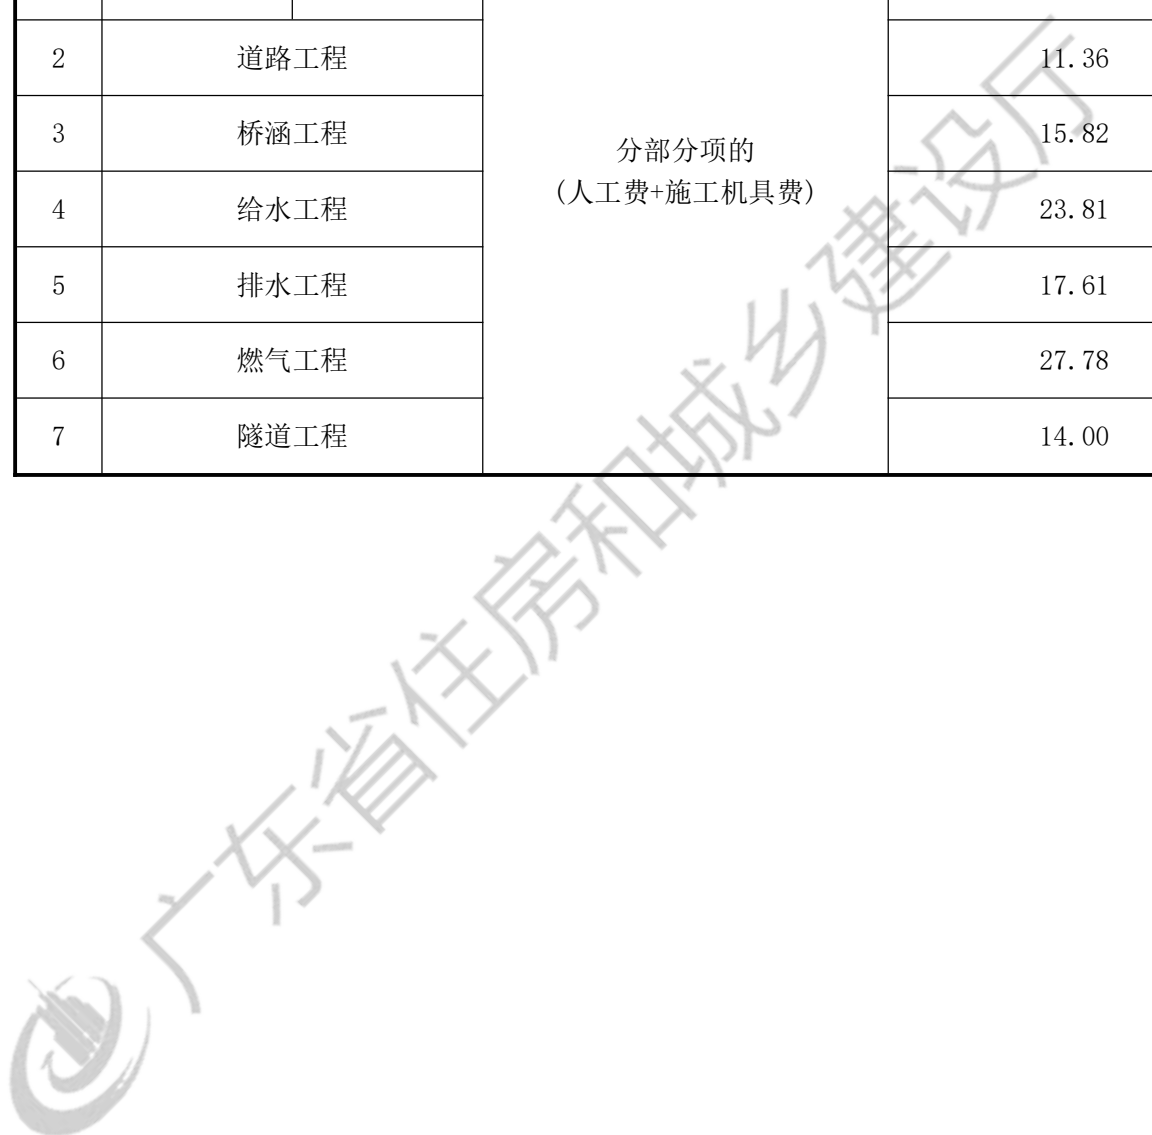 2 道路工程 11.36
3 桥涵工程 15.82
分部分项的
(人工费+施工机具费)
4 给水工程 23.81
5 排水工程 17.61
6 燃气工程 27.78
7 隧道工程 14.00
广东省住房和城乡建设厅